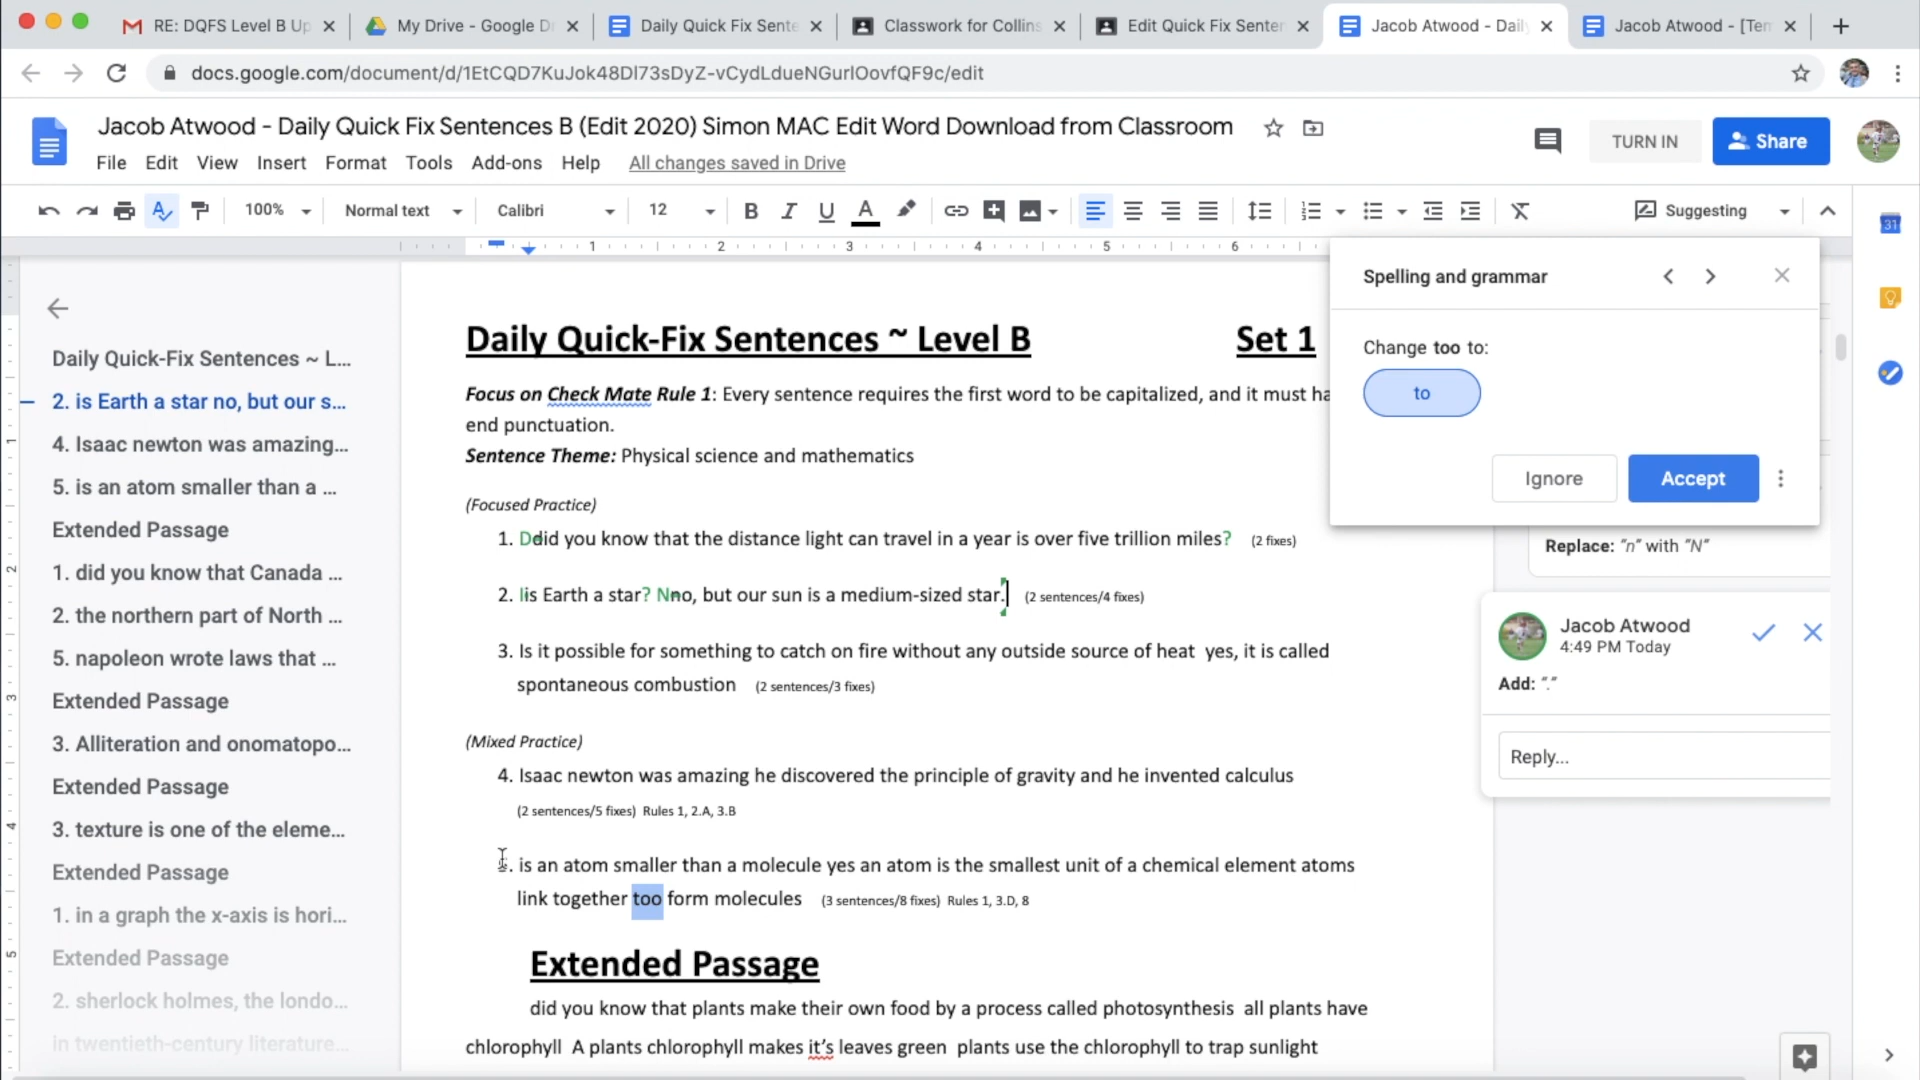 RE: DQFS Level B Up
My Drive - Google D
Daily Quick Fix Sente
Classwork for Collins
Edit Quick Fix Senter
Jacob Atwood - Daily
Jacob Atwood - [Tem
docs.google.com/document/d/1EtCQD7KuJok48Dl73sDyZ-vCydLdueNGurlOovfQF9c/edit
Jacob Atwood - Daily Quick Fix Sentences B (Edit 2020) Simon MAC Edit Word Download from Classroom
TURN IN
Share
File Edit View Insert Format Tools Add-ons Help All changes saved in Drive
100% Normal text Calibri 12 B I U A Suggesting
31
1 2 3 4 5 6
Spelling and grammar
Change too to:
to
Ignore Accept
Daily Quick-Fix Sentences ~ L...
2. is Earth a star no, but our s...
4. Isaac newton was amazing...
5. is an atom smaller than a ...
Extended Passage
1. did you know that Canada ...
2. the northern part of North ...
5. napoleon wrote laws that ...
Extended Passage
3. Alliteration and onomatopo...
Extended Passage
3. texture is one of the eleme...
Extended Passage
1. in a graph the x-axis is hori...
Extended Passage
2. sherlock holmes, the londo...
in twentieth-century literature...
1
2
3
4
5
Daily Quick-Fix Sentences ~ Level B Set 1
Focus on Check Mate Rule 1: Every sentence requires the first word to be capitalized, and it must ha
end punctuation.
Sentence Theme: Physical science and mathematics
(Focused Practice)
1. Ddid you know that the distance light can travel in a year is over five trillion miles? (2 fixes)
2. Iis Earth a star? Nno, but our sun is a medium-sized star. (2 sentences/4 fixes)
3. Is it possible for something to catch on fire without any outside source of heat yes, it is called
spontaneous combustion (2 sentences/3 fixes)
(Mixed Practice)
4. Isaac newton was amazing he discovered the principle of gravity and he invented calculus
(2 sentences/5 fixes) Rules 1, 2.A, 3.B
. is an atom smaller than a molecule yes an atom is the smallest unit of a chemical element atoms
link together too form molecules (3 sentences/8 fixes) Rules 1, 3.D, 8
Extended Passage
did you know that plants make their own food by a process called photosynthesis all plants have
chlorophyll A plants chlorophyll makes it's leaves green plants use the chlorophyll to trap sunlight
Replace: "n" with "N"
Jacob Atwood
4:49 PM Today
Add: "."
Reply...